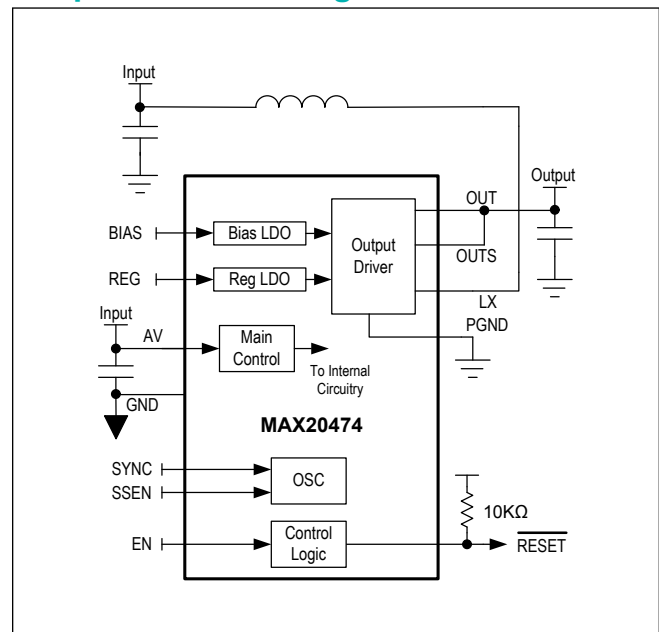 Input
Output
OUT
BIAS
Bias LDO
Output
Driver
OUTS
REG
Reg LDO
LX
Input
PGND
AV
Main
Control
To Internal
Circuitry
GND
MAX20474
SYNC
OSC
SSEN
10KΩ
EN
Control
Logic
RESET